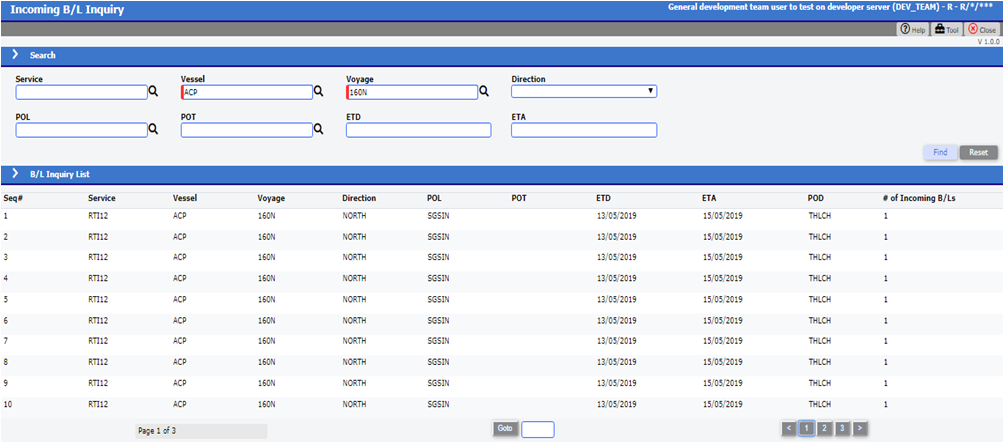 Incoming B/L Inquiry
General development team user to test on developer server (DEV_TEAM) - R - R/*/***
Help Tool Close
V 1.0.0
Search
Service Vessel Voyage Direction
ACP 160N
POL POT ETD ETA
Find Reset
B/L Inquiry List
Seq# Service Vessel Voyage Direction POL POT ETD ETA POD # of Incoming B/Ls
1 RTI12 ACP 160N NORTH SGSIN 13/05/2019 15/05/2019 THLCH 1
2 RTI12 ACP 160N NORTH SGSIN 13/05/2019 15/05/2019 THLCH 1
3 RTI12 ACP 160N NORTH SGSIN 13/05/2019 15/05/2019 THLCH 1
4 RTI12 ACP 160N NORTH SGSIN 13/05/2019 15/05/2019 THLCH 1
5 RTI12 ACP 160N NORTH SGSIN 13/05/2019 15/05/2019 THLCH 1
6 RTI12 ACP 160N NORTH SGSIN 13/05/2019 15/05/2019 THLCH 1
7 RTI12 ACP 160N NORTH SGSIN 13/05/2019 15/05/2019 THLCH 1
8 RTI12 ACP 160N NORTH SGSIN 13/05/2019 15/05/2019 THLCH 1
9 RTI12 ACP 160N NORTH SGSIN 13/05/2019 15/05/2019 THLCH 1
10 RTI12 ACP 160N NORTH SGSIN 13/05/2019 15/05/2019 THLCH 1
Page 1 of 3 Goto < 1 2 3 >